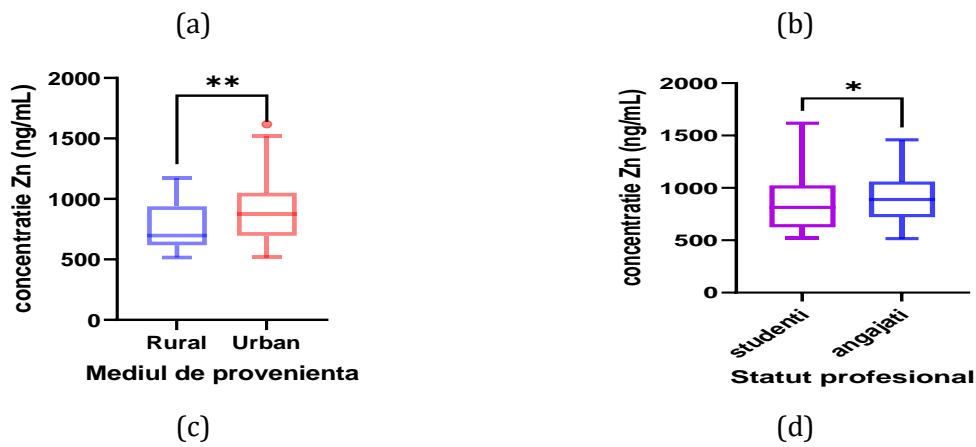 (a)
(b)
**
concentratie Zn (ng/mL)
2000
1500
1000
500
0
Rural Urban
Mediul de provenienta
*
concentratie Zn (ng/mL)
2000
1500
1000
500
0
studenti angajati
Statut profesional
(c)
(d)